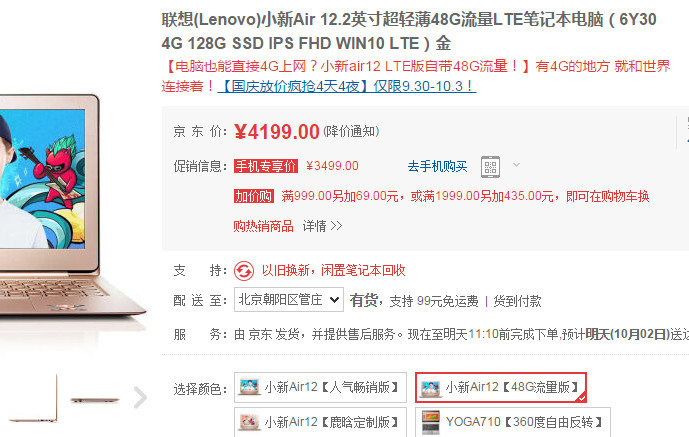 联想(Lenovo)小新Air 12.2英寸超轻薄48G流量LTE笔记本电脑（6Y30
4G 128G SSD IPS FHD WIN10 LTE）金
【电脑也能直接4G上网？小新air12 LTE版自带48G流量！】有4G的地方 就和世界
连接着！【国庆放价疯抢4天4夜】仅限9.30-10.3！
京东价: ¥4199.00 (降价通知)
促销信息: 手机专享价 ¥3499.00 去手机购买
加价购 满999.00另加69.00元，或满1999.00另加435.00元，即可在购物车换
购热销商品 详情 >>
支持: 以旧换新，闲置笔记本回收
配送至: 北京朝阳区管庄 有货，支持 99元免运费 | 货到付款
服务: 由 京东 发货，并提供售后服务。现在至明天11:10前完成下单,预计明天(10月02日)送达
选择颜色: 小新Air12【人气畅销版】 小新Air12【48G流量版】
小新Air12【鹿晗定制版】 YOGA710【360度自由反转】